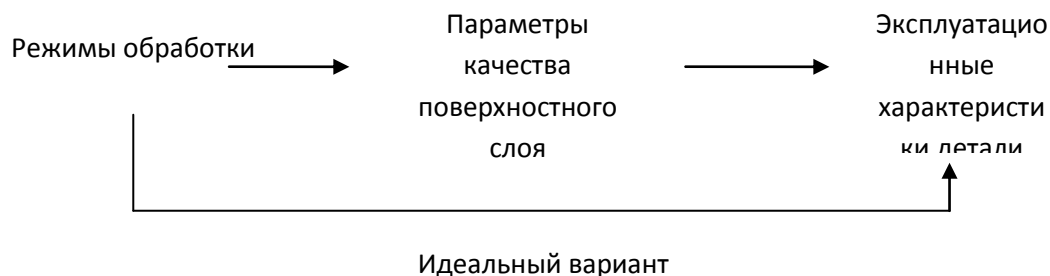 Режимы обработки
Параметры
качества
поверхностного
слоя
Эксплуатацио
нные
характеристи
ки детали
Идеальный вариант